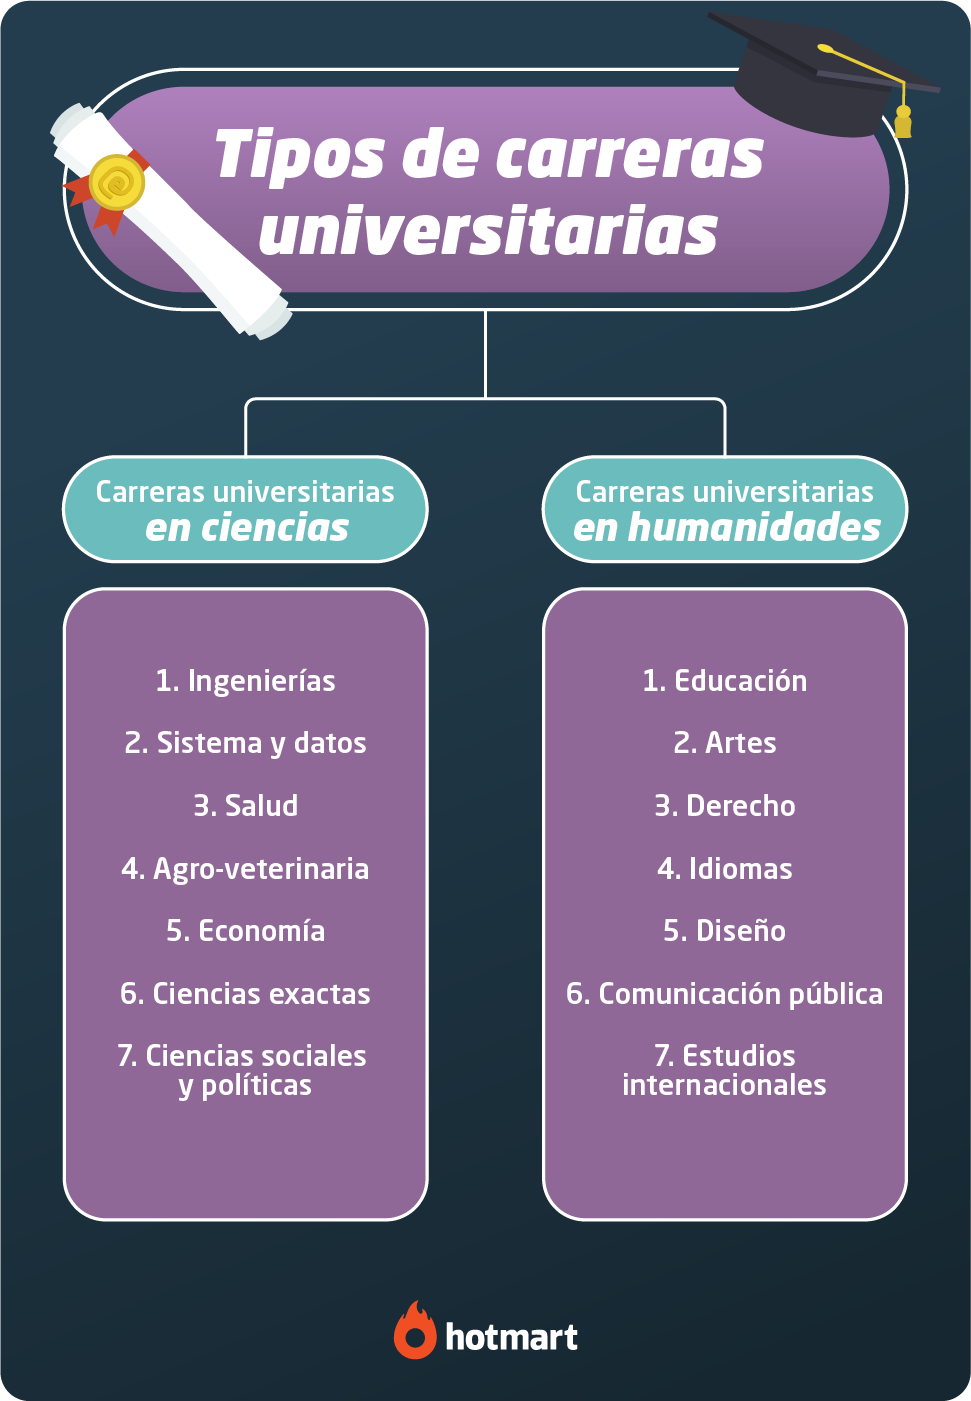 Tipos de carreras
universitarias
Carreras universitarias
en ciencias
1. Ingenierías
2. Sistema y datos
3. Salud
4. Agro-veterinaria
5. Economía
6. Ciencias exactas
7. Ciencias sociales
y políticas
Carreras universitarias
en humanidades
1. Educación
2. Artes
3. Derecho
4. Idiomas
5. Diseño
6. Comunicación pública
7. Estudios
internacionales
hotmart